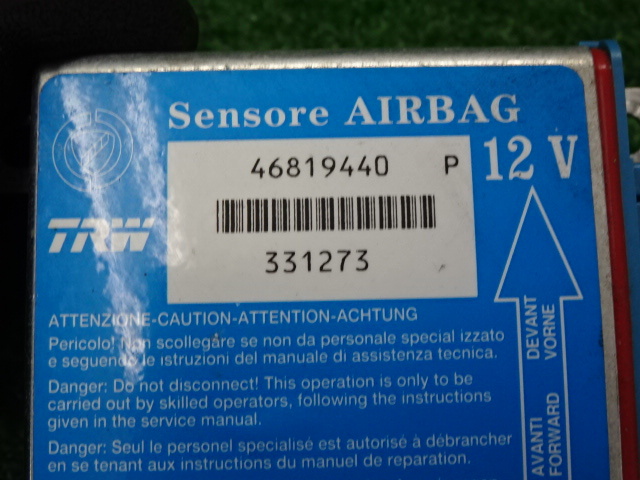 Sensore AIRBAG
46819440 P
12 V
331273
TRW
ATTENZIONE-CAUTION-ATTENTION-ACHTUNG
Pericolo! Non scollegare se non da personale special izzato
e seguendo le istruzioni del manuale di assistenza tecnica.
Danger: Do not disconnect! This operation is only to be
carried out by skilled operators, following the instructions
given in the service manual.
Danger: Seul le personel specialisé est autorisé à débrancher
en se tenant aux instructions du manuel de reparation.
DEVANT
VORNE
AVANTI
FORWARD